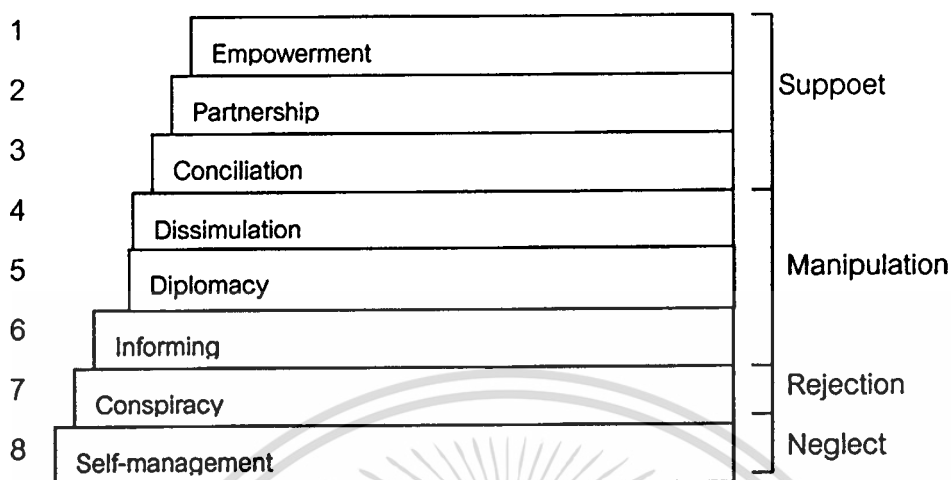 1 Empowerment
2 Partnership Suppoet
3 Conciliation
4 Dissimulation
5 Diplomacy Manipulation
6 Informing
7 Conspiracy Rejection
8 Self-management Neglect